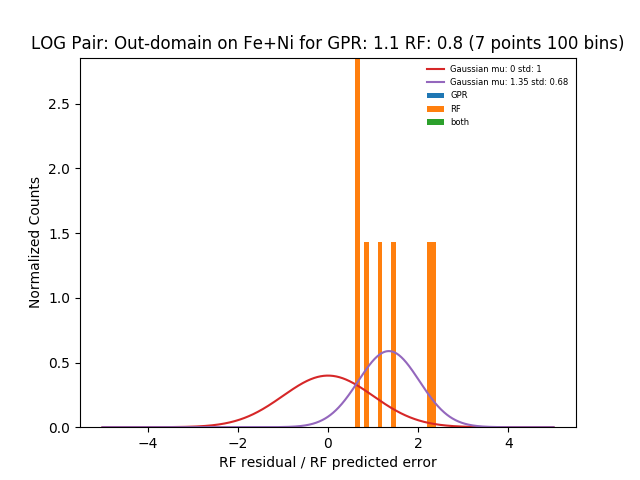 LOG Pair: Out-domain on Fe+Ni for GPR: 1.1 RF: 0.8 (7 points 100 bins)
Gaussian mu: 0 std: 1
Gaussian mu: 1.35 std: 0.68
GPR
RF
both
Normalized Counts
2.5
2.0
1.5
1.0
0.5
0.0
−4 −2 0 2 4
RF residual / RF predicted error